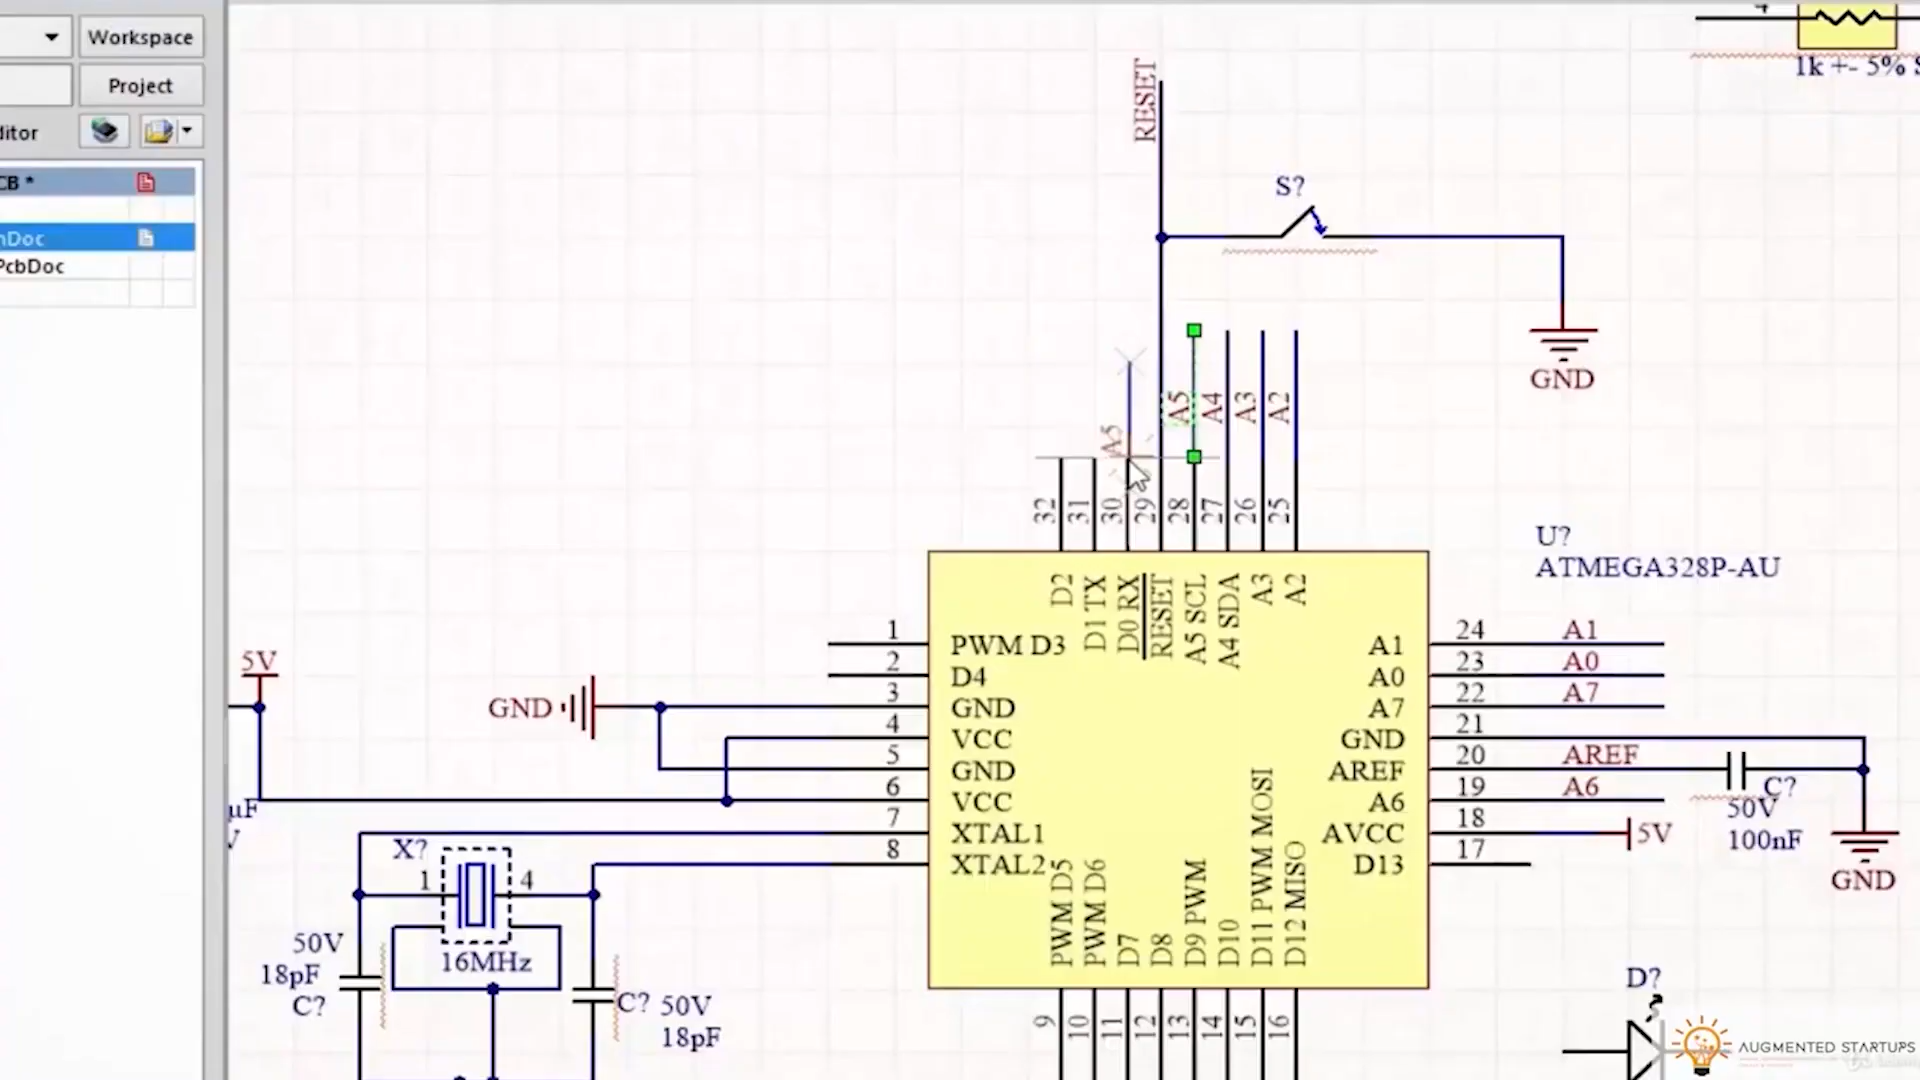 Workspace
Project
ditor
CB *
nDoc
PcbDoc
RESET
S?
GND
1k +- 5%
A5
A5
A4
A3
A2
32
31
30
29
28
27
26
25
U?
ATMEGA328P-AU
D2
D1 TX
D0 RX
RESET
A5 SCL
A4 SDA
A3
A2
1
2
3
4
5
6
7
8
PWM D3
D4
GND
VCC
GND
VCC
XTAL1
XTAL2
A1
A0
A7
GND
AREF
A6
AVCC
D13
24
23
22
21
20
19
18
17
A1
A0
A7
AREF
A6
5V
C?
50V
100nF
GND
5V
GND
µF
V
X?
1
4
16MHz
50V
18pF
C?
C?
50V
18pF
PWM D5
PWM D6
D7
D8
D9 PWM
D10
D11 PWM MOSI
D12 MISO
9
10
11
12
13
14
15
16
D?
AUGMENTED STARTUPS